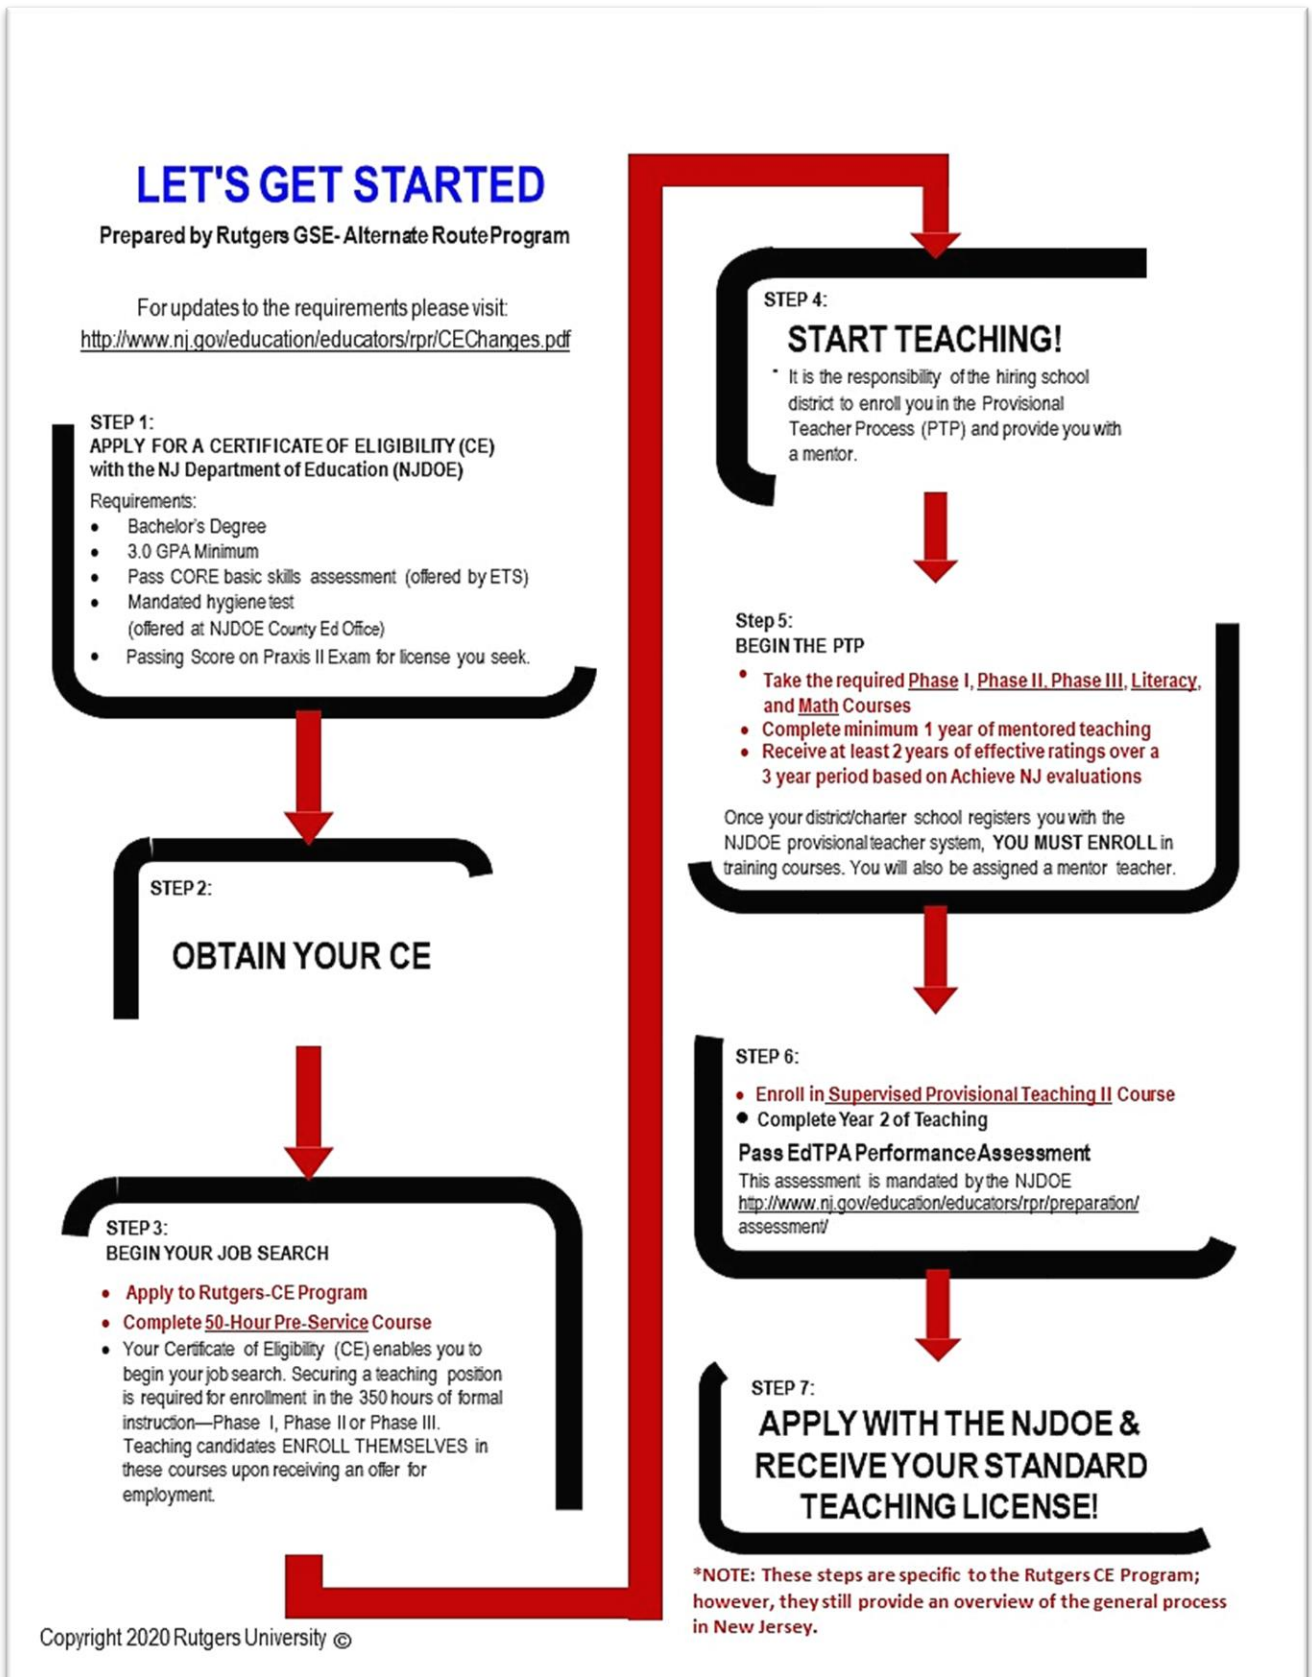 LET'S GET STARTED
Prepared by Rutgers GSE- Alternate Route Program
For updates to the requirements please visit:
http://www.nj.gov/education/educators/rpr/CEChanges.pdf
STEP 1:
APPLY FOR A CERTIFICATE OF ELIGIBILITY (CE)
with the NJ Department of Education (NJDOE)
Requirements:
• Bachelor's Degree
• 3.0 GPA Minimum
• Pass CORE basic skills assessment (offered by ETS)
• Mandated hygiene test
(offered at NJDOE County Ed Office)
• Passing Score on Praxis II Exam for license you seek.
STEP 2:
OBTAIN YOUR CE
STEP 3:
BEGIN YOUR JOB SEARCH
• Apply to Rutgers-CE Program
• Complete 50-Hour Pre-Service Course
• Your Certificate of Eligibility (CE) enables you to
begin your job search. Securing a teaching position
is required for enrollment in the 350 hours of formal
instruction—Phase I, Phase II or Phase III.
Teaching candidates ENROLL THEMSELVES in
these courses upon receiving an offer for
employment.
Copyright 2020 Rutgers University ©
STEP 4:
START TEACHING!
• It is the responsibility of the hiring school
district to enroll you in the Provisional
Teacher Process (PTP) and provide you with
a mentor.
Step 5:
BEGIN THE PTP
• Take the required Phase I, Phase II, Phase III, Literacy,
and Math Courses
• Complete minimum 1 year of mentored teaching
• Receive at least 2 years of effective ratings over a
3 year period based on Achieve NJ evaluations
Once your district/charter school registers you with the
NJDOE provisional teacher system, YOU MUST ENROLL in
training courses. You will also be assigned a mentor teacher.
STEP 6:
• Enroll in Supervised Provisional Teaching II Course
• Complete Year 2 of Teaching
Pass EdTPA Performance Assessment
This assessment is mandated by the NJDOE
http://www.nj.gov/education/educators/rpr/preparation/
assessment/
STEP 7:
APPLY WITH THE NJDOE &
RECEIVE YOUR STANDARD
TEACHING LICENSE!
*NOTE: These steps are specific to the Rutgers CE Program;
however, they still provide an overview of the general process
in New Jersey.